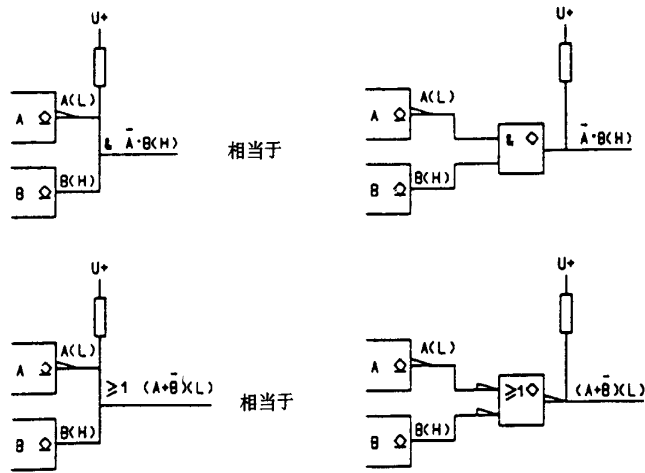 U+
A(L)
A ◇
& Ā·B(H)
B(H)
B ◇
相当于
U+
A(L)
A ◇
& ◇
Ā·B(H)
B(H)
B ◇
U+
A(L)
A ◇
≥1 (A+B̄)(L)
B(H)
B ◇
相当于
U+
A(L)
A ◇
≥1◇
(A+B̄)(L)
B(H)
B ◇